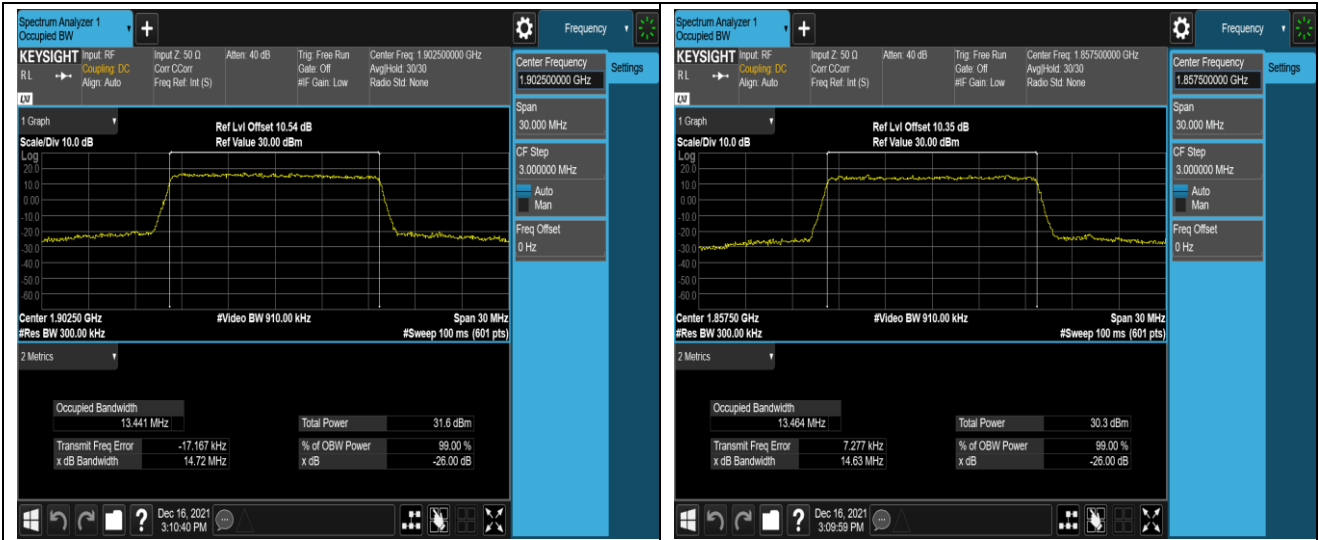 Spectrum Analyzer 1
Occupied BW
+
Frequency
KEYSIGHT Input: RF
RL
Coupling: DC
Align: Auto
Input Z: 50 Ω
Corr CCorr
Freq Ref: Int (S)
Atten: 40 dB
Trig: Free Run
Gate: Off
#IF Gain: Low
Center Freq: 1.902500000 GHz
Avg|Hold: 30/30
Radio Std: None
LXI
Center Frequency
1.902500000 GHz
Settings
Span
30.000 MHz
CF Step
3.000000 MHz
Auto
Man
Freq Offset
0 Hz
1 Graph
Ref Lvl Offset 10.54 dB
Scale/Div 10.0 dB
Ref Value 30.00 dBm
Log
20.0
10.0
0.00
-10.0
-20.0
-30.0
-40.0
-50.0
-60.0
Center 1.90250 GHz
#Video BW 910.00 kHz
Span 30 MHz
#Res BW 300.00 kHz
#Sweep 100 ms (601 pts)
2 Metrics
Occupied Bandwidth
13.441 MHz
Total Power 31.6 dBm
Transmit Freq Error -17.167 kHz
% of OBW Power 99.00 %
x dB Bandwidth 14.72 MHz
x dB -26.00 dB
?
Dec 16, 2021
3:10:40 PM
Spectrum Analyzer 1
Occupied BW
+
Frequency
KEYSIGHT Input: RF
RL
Coupling: DC
Align: Auto
Input Z: 50 Ω
Corr CCorr
Freq Ref: Int (S)
Atten: 40 dB
Trig: Free Run
Gate: Off
#IF Gain: Low
Center Freq: 1.857500000 GHz
Avg|Hold: 30/30
Radio Std: None
LXI
Center Frequency
1.857500000 GHz
Settings
Span
30.000 MHz
CF Step
3.000000 MHz
Auto
Man
Freq Offset
0 Hz
1 Graph
Ref Lvl Offset 10.35 dB
Scale/Div 10.0 dB
Ref Value 30.00 dBm
Log
20.0
10.0
0.00
-10.0
-20.0
-30.0
-40.0
-50.0
-60.0
Center 1.85750 GHz
#Video BW 910.00 kHz
Span 30 MHz
#Res BW 300.00 kHz
#Sweep 100 ms (601 pts)
2 Metrics
Occupied Bandwidth
13.464 MHz
Total Power 30.3 dBm
Transmit Freq Error 7.277 kHz
% of OBW Power 99.00 %
x dB Bandwidth 14.63 MHz
x dB -26.00 dB
?
Dec 16, 2021
3:09:59 PM